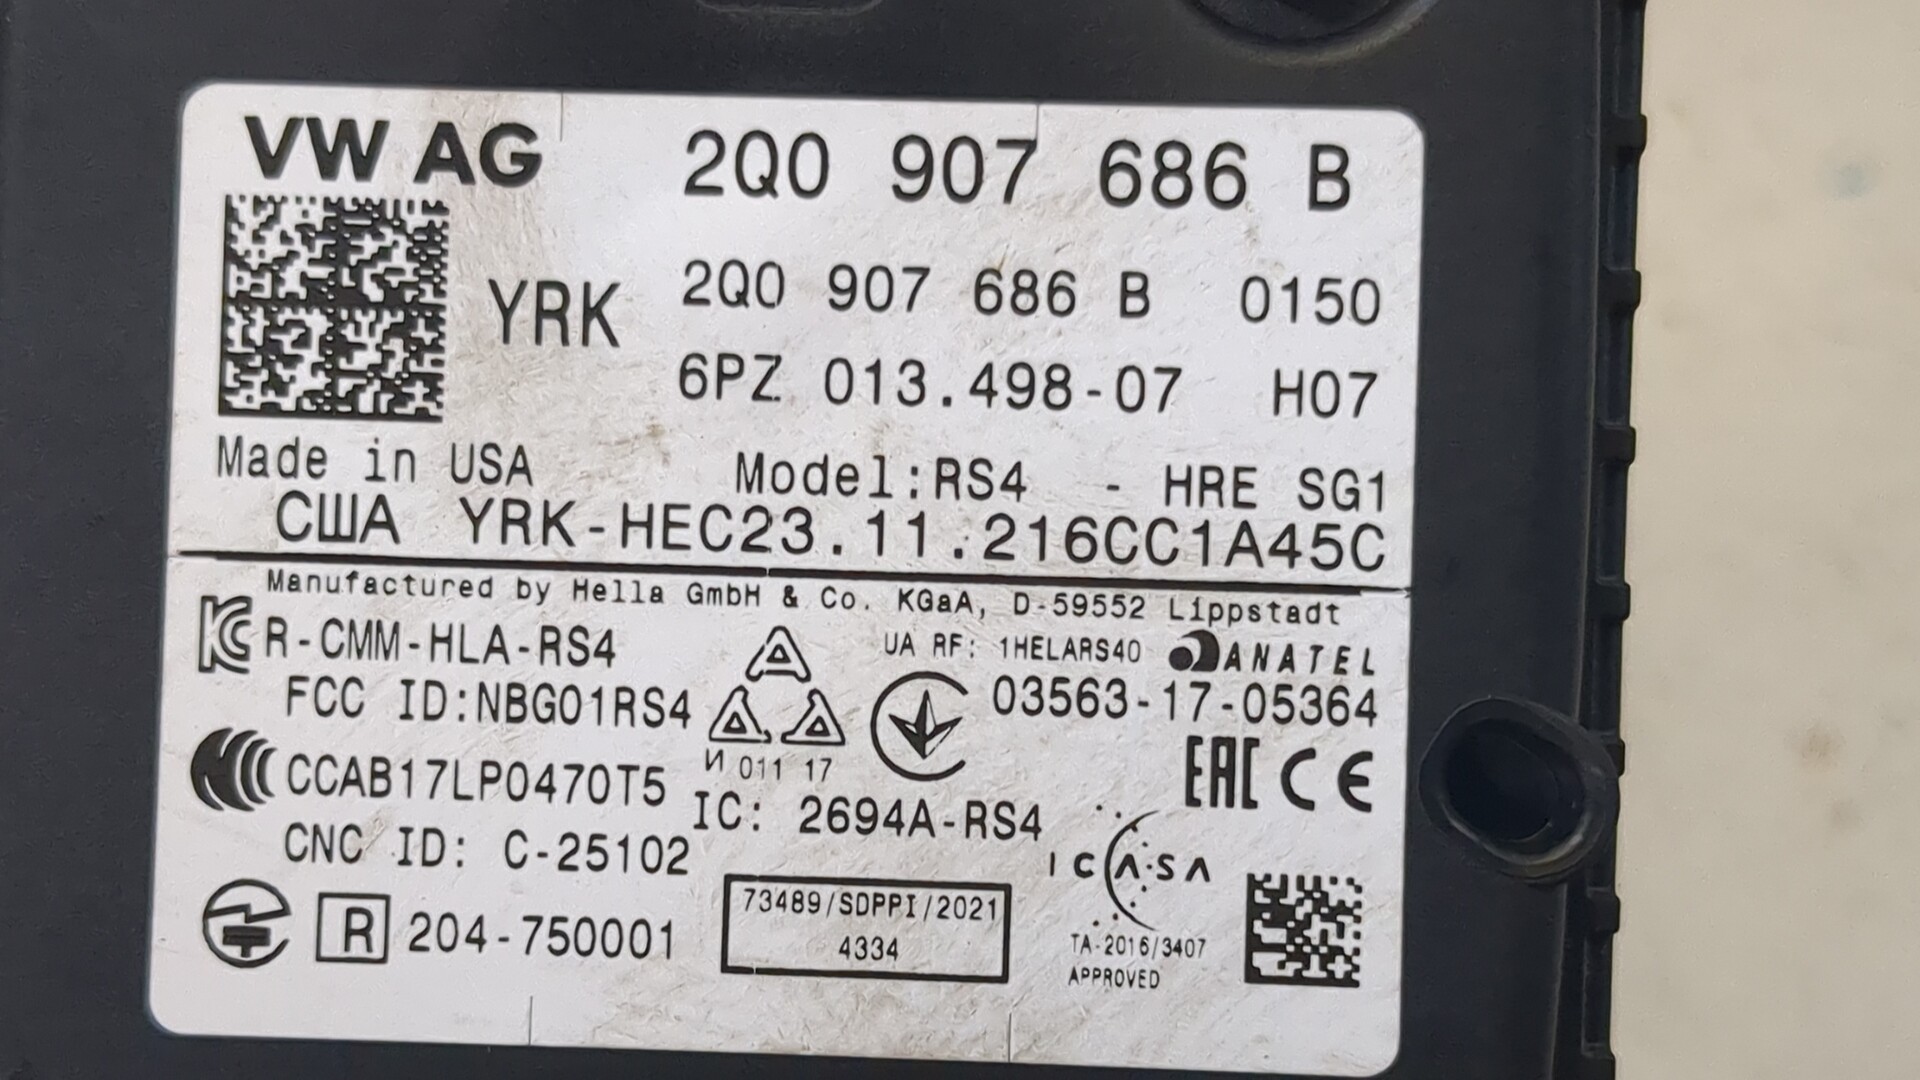 VW AG 2Q0 907 686 B
YRK 2Q0 907 686 B 0150
6PZ 013.498-07 H07
Made in USA Model:RS4 - HRE SG1
США YRK-HEC23.11.216CC1A45C
Manufactured by Hella GmbH & Co. KGaA, D-59552 Lippstadt
R-CMM-HLA-RS4
UA RF: 1HELARS40 ANATEL
FCC ID:NBG01RS4
03563-17-05364
CCAB17LP0470T5
И 011 17
EAC CE
IC: 2694A-RS4
CNC ID: C-25102
ICASA
R 204-750001
73489/SDPPI/2021
4334
TA-2016/3407
APPROVED